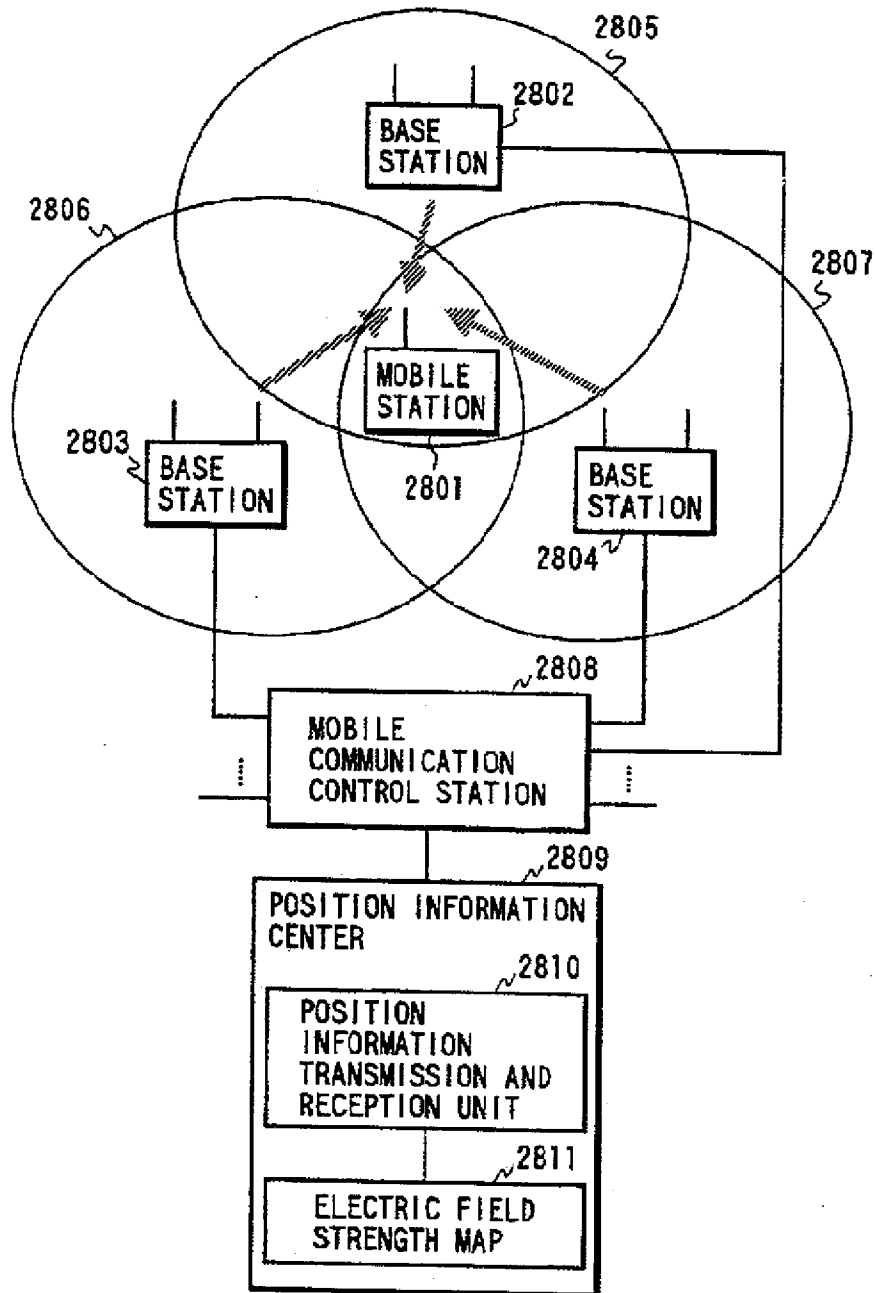 2805
2802
BASE
STATION
2806
2807
MOBILE
STATION
2803
BASE
STATION
2801
BASE
STATION
2804
2808
MOBILE
COMMUNICATION
CONTROL STATION
2809
POSITION INFORMATION
CENTER
2810
POSITION
INFORMATION
TRANSMISSION AND
RECEPTION UNIT
2811
ELECTRIC FIELD
STRENGTH MAP